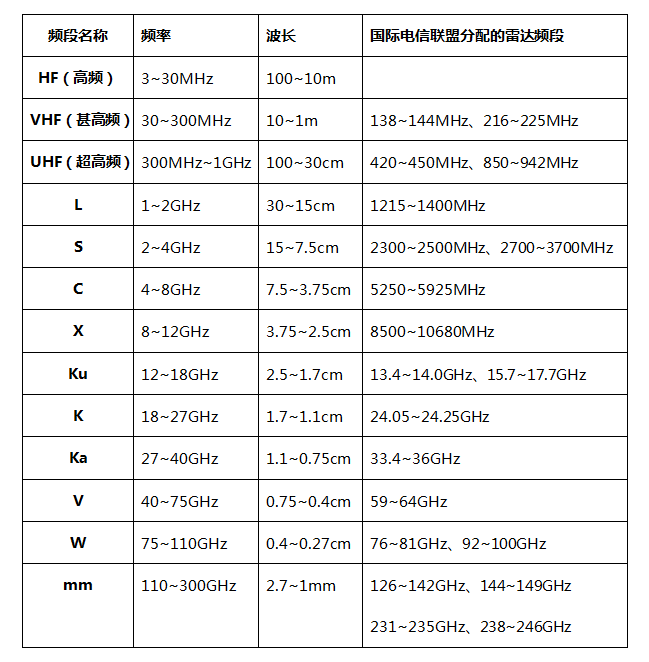 频段名称 频率 波长 国际电信联盟分配的雷达频段
HF（高频） 3~30MHz 100~10m
VHF（甚高频） 30~300MHz 10~1m 138~144MHz、216~225MHz
UHF（超高频） 300MHz~1GHz 100~30cm 420~450MHz、850~942MHz
L 1~2GHz 30~15cm 1215~1400MHz
S 2~4GHz 15~7.5cm 2300~2500MHz、2700~3700MHz
C 4~8GHz 7.5~3.75cm 5250~5925MHz
X 8~12GHz 3.75~2.5cm 8500~10680MHz
Ku 12~18GHz 2.5~1.7cm 13.4~14.0GHz、15.7~17.7GHz
K 18~27GHz 1.7~1.1cm 24.05~24.25GHz
Ka 27~40GHz 1.1~0.75cm 33.4~36GHz
V 40~75GHz 0.75~0.4cm 59~64GHz
W 75~110GHz 0.4~0.27cm 76~81GHz、92~100GHz
mm 110~300GHz 2.7~1mm 126~142GHz、144~149GHz
231~235GHz、238~246GHz